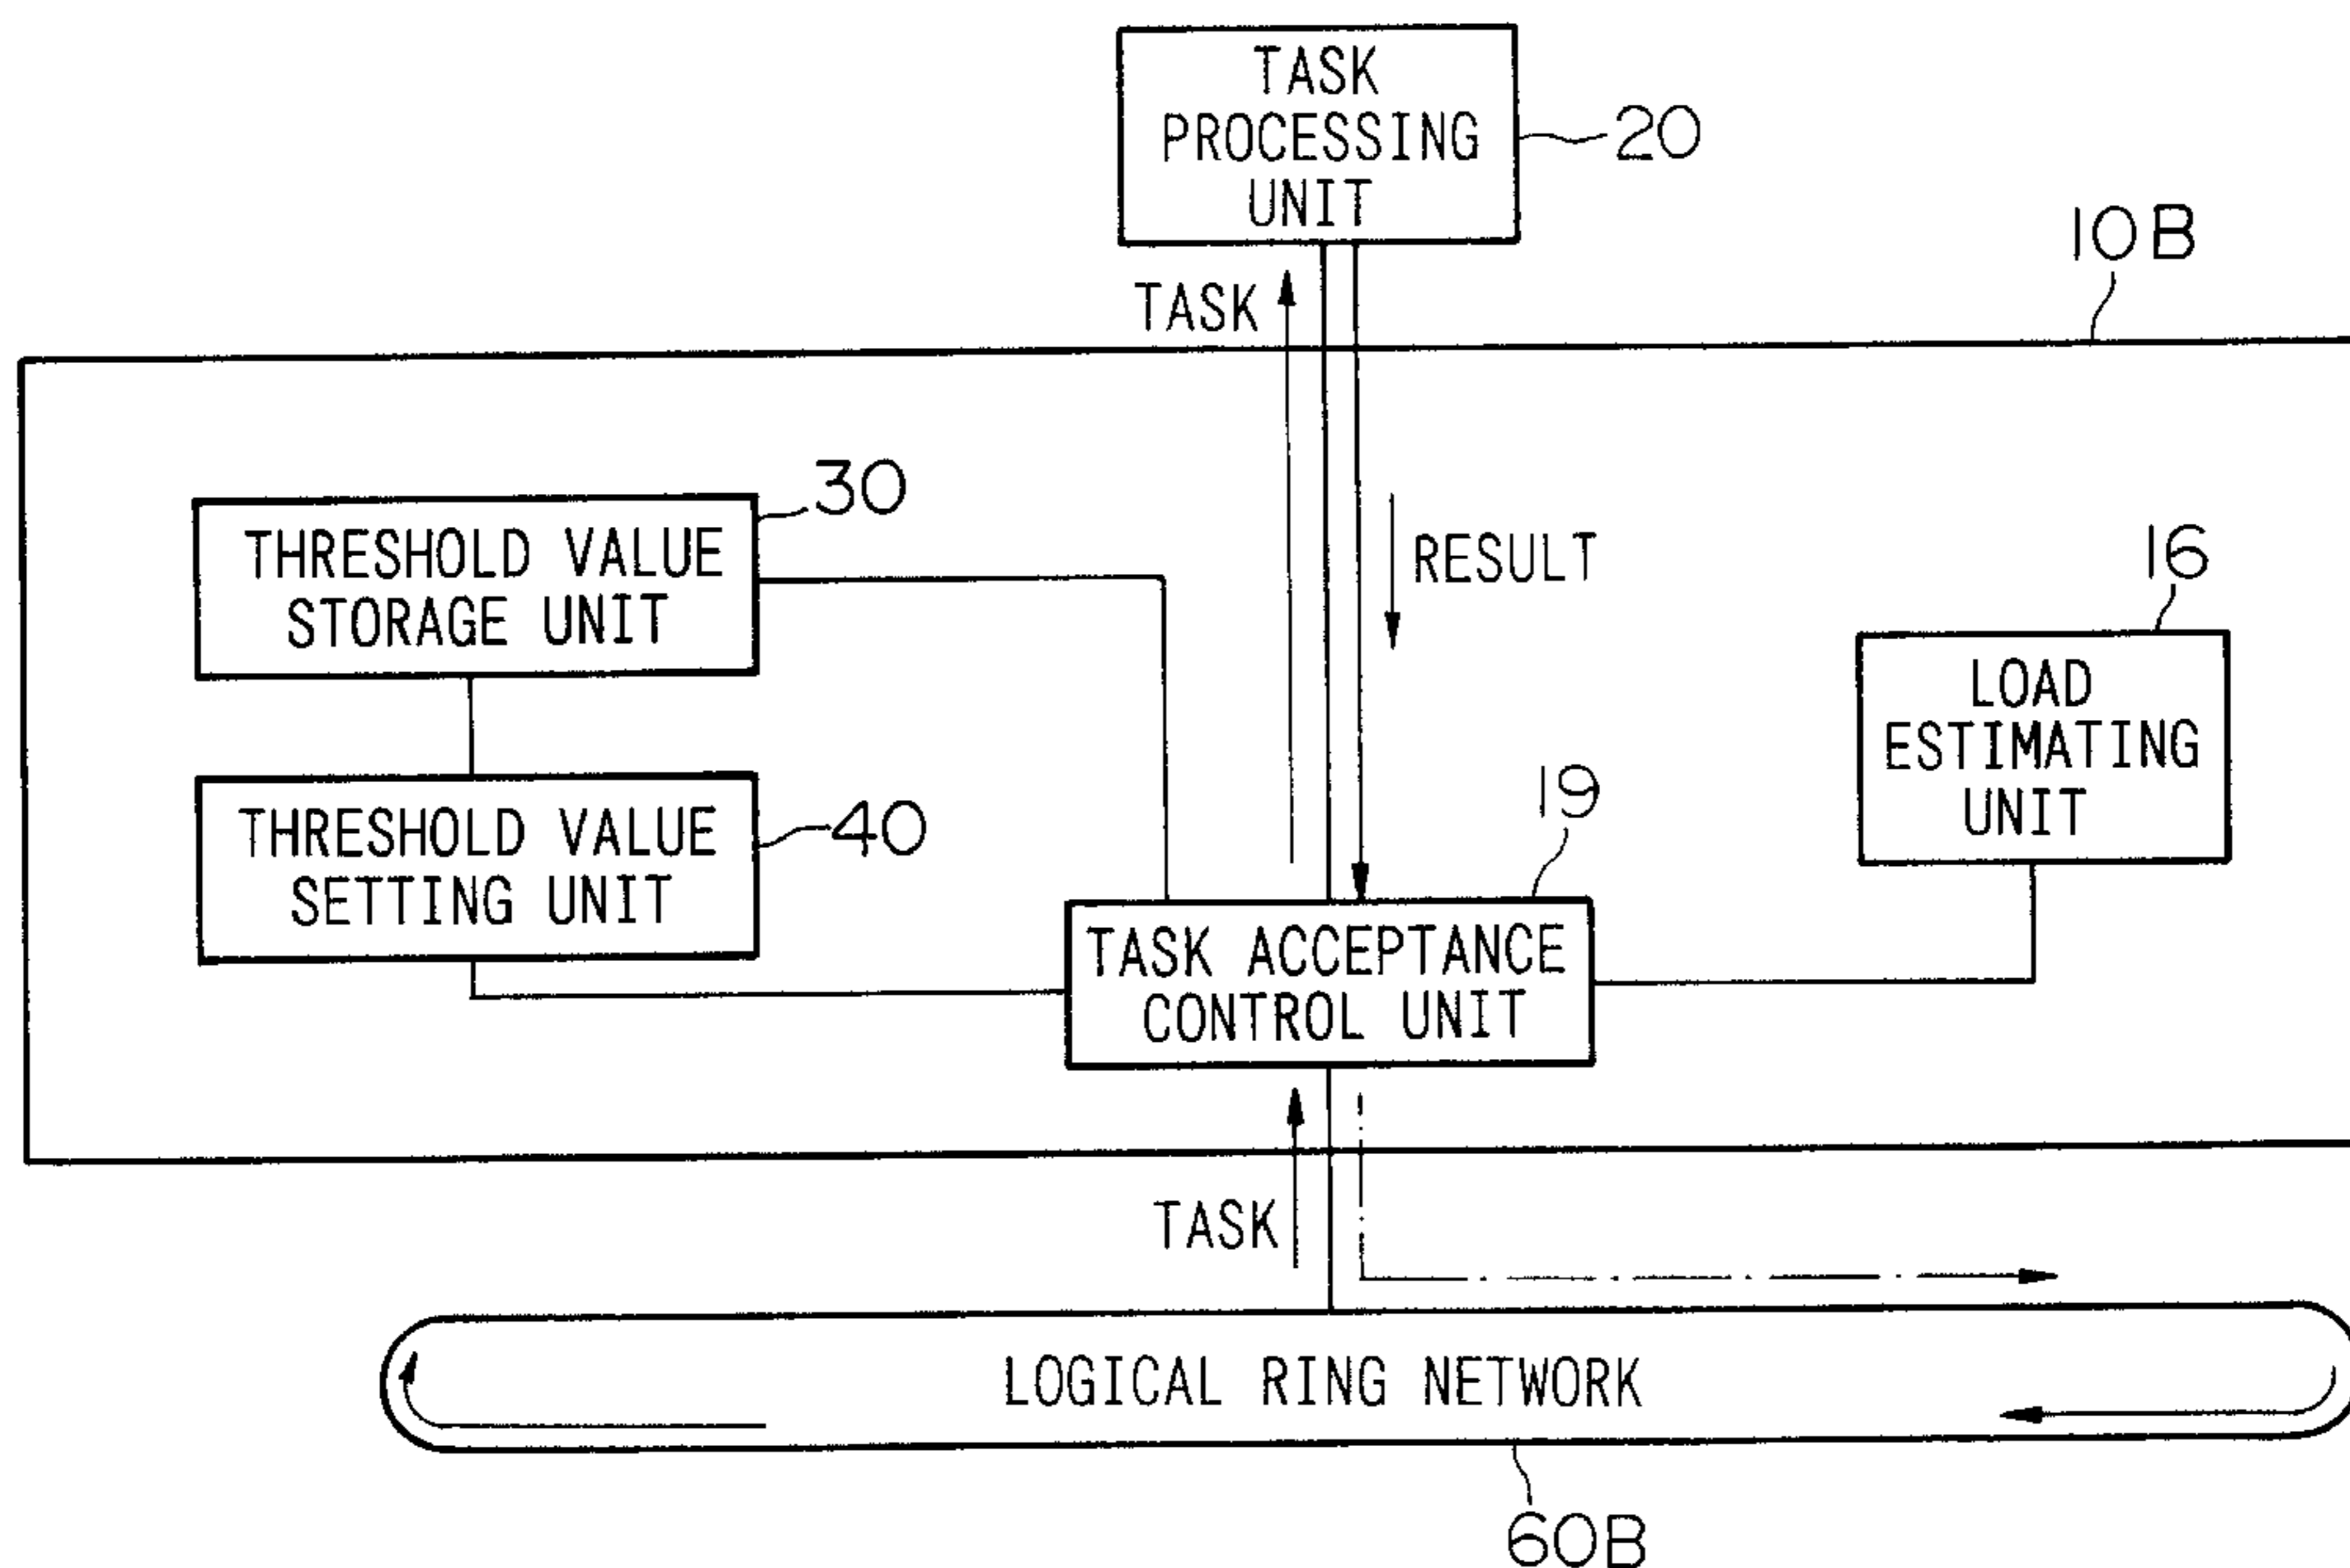 TASK
PROCESSING
UNIT
20
10B
TASK
30
THRESHOLD VALUE
STORAGE UNIT
RESULT
16
LOAD
ESTIMATING
UNIT
THRESHOLD VALUE
SETTING UNIT
40
19
TASK ACCEPTANCE
CONTROL UNIT
TASK
LOGICAL RING NETWORK
60B